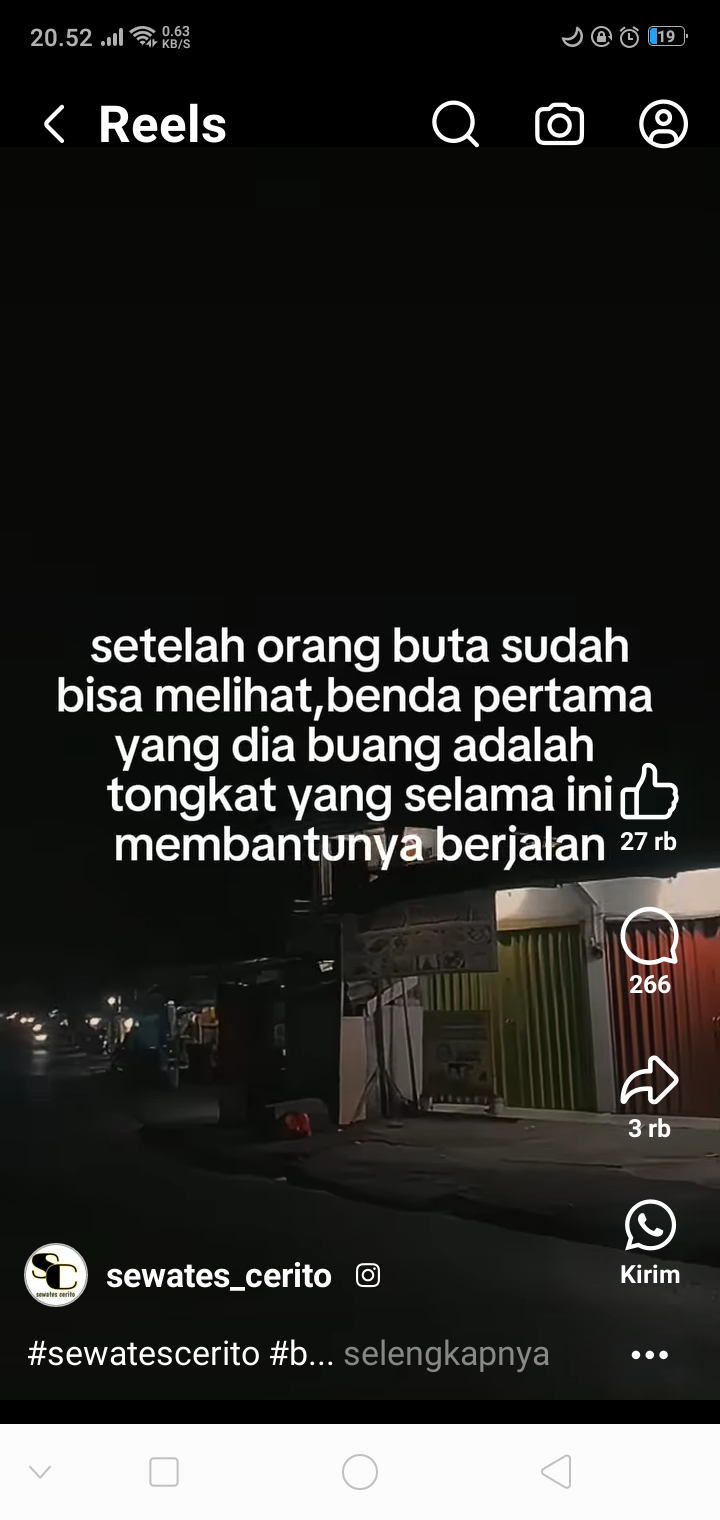 20.52 0.63 KB/S 19
Reels
setelah orang buta sudah
bisa melihat,benda pertama
yang dia buang adalah
tongkat yang selama ini
membantunya berjalan
27 rb
266
3 rb
Kirim
SC
sewates cerito
sewates_cerito
#sewatescerito #b... selengkapnya